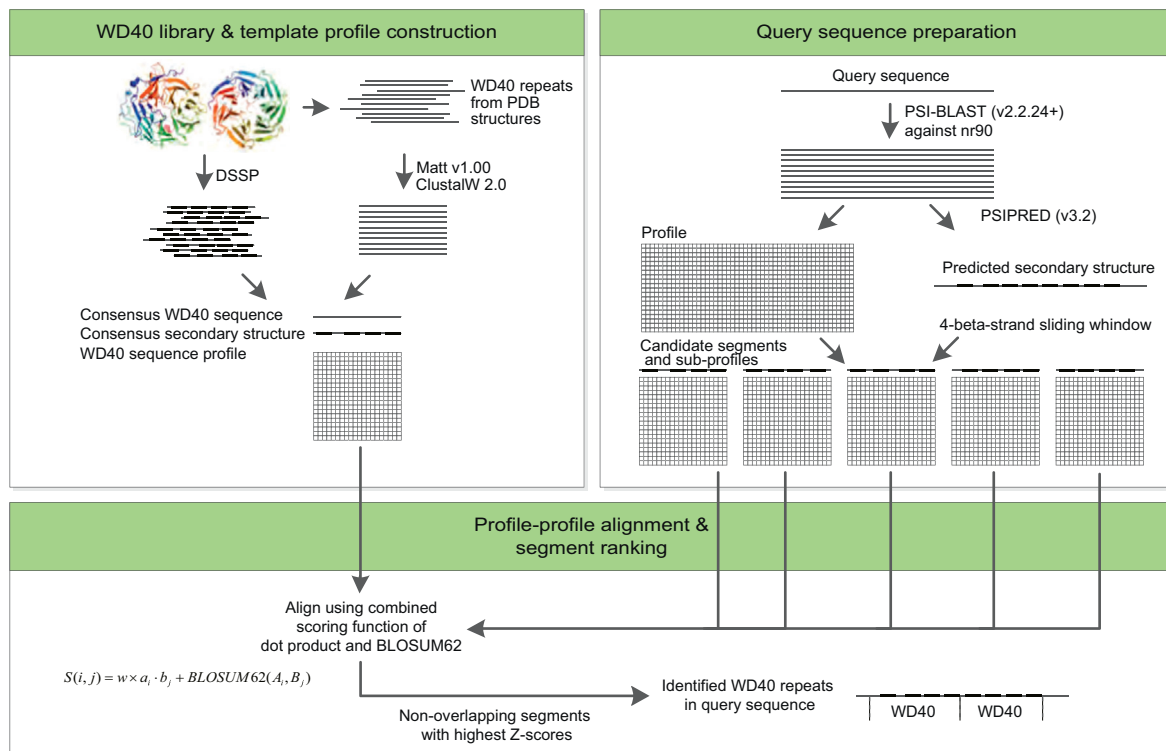 WD40 library & template profile construction
WD40 repeats
from PDB
structures
DSSP
Matt v1.00
ClustalW 2.0
Consensus WD40 sequence
Consensus secondary structure
WD40 sequence profile
Query sequence preparation
Query sequence
PSI-BLAST (v2.2.24+)
against nr90
PSIPRED (v3.2)
Profile
Predicted secondary structure
4-beta-strand sliding whindow
Candidate segments
and sub-profiles
Profile-profile alignment &
segment ranking
Align using combined
scoring function of
dot product and BLOSUM62
S(i, j) = w × a_i · b_j + BLOSUM62(A_i, B_j)
Non-overlapping segments
with highest Z-scores
Identified WD40 repeats
in query sequence
WD40 WD40